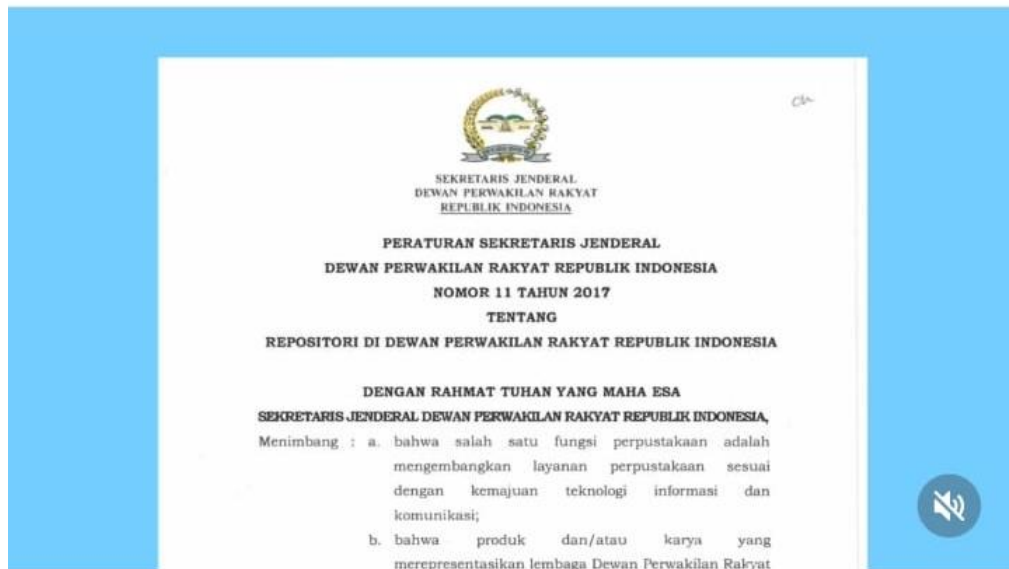 SEKRETARIS JENDERAL
DEWAN PERWAKILAN RAKYAT
REPUBLIK INDONESIA
PERATURAN SEKRETARIS JENDERAL
DEWAN PERWAKILAN RAKYAT REPUBLIK INDONESIA
NOMOR 11 TAHUN 2017
TENTANG
REPOSITORI DI DEWAN PERWAKILAN RAKYAT REPUBLIK INDONESIA
DENGAN RAHMAT TUHAN YANG MAHA ESA
SEKRETARIS JENDERAL DEWAN PERWAKILAN RAKYAT REPUBLIK INDONESIA,
Menimbang : a. bahwa salah satu fungsi perpustakaan adalah
mengembangkan layanan perpustakaan sesuai
dengan kemajuan teknologi informasi dan
komunikasi;
b. bahwa produk dan/atau karya yang
merepresentasikan lembaga Dewan Perwakilan Rakyat